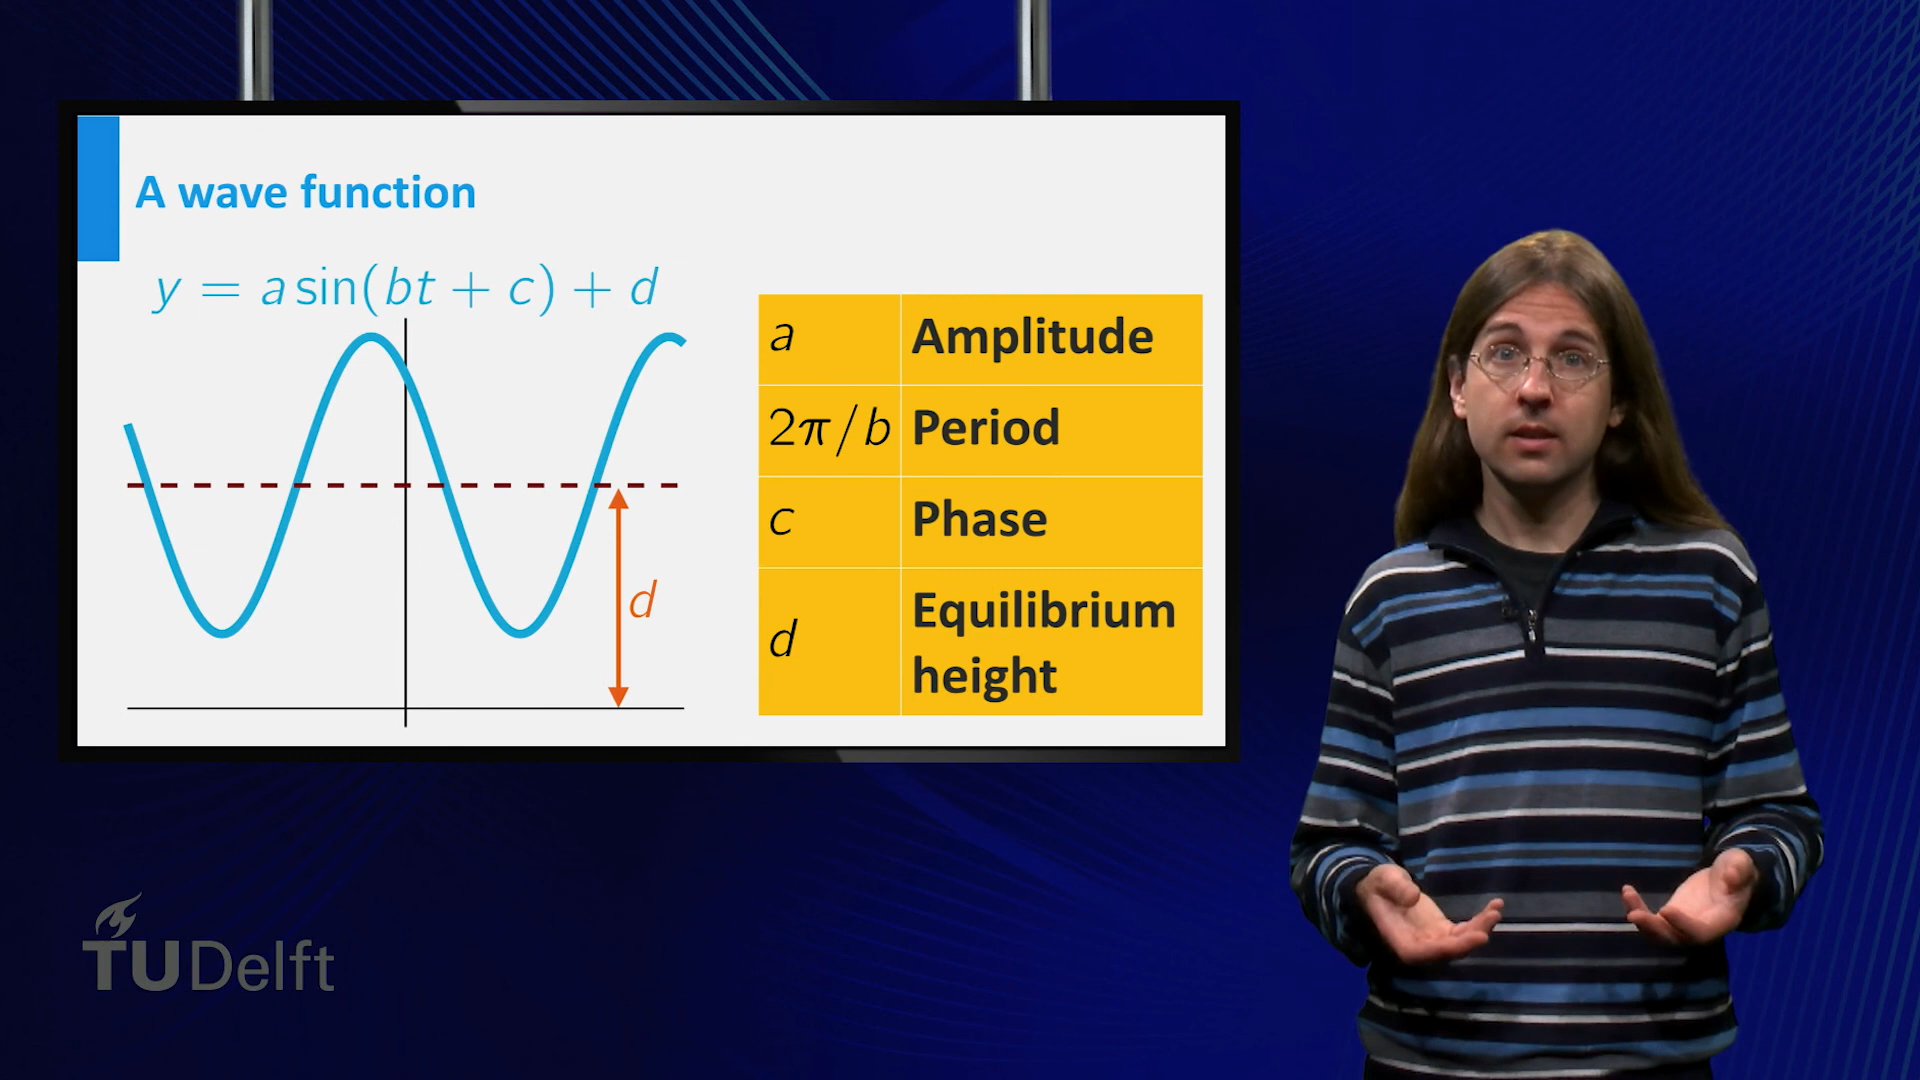 A wave function
y = a sin(bt + c) + d
d
a Amplitude
2π/b Period
c Phase
d Equilibrium
height
TUDelft